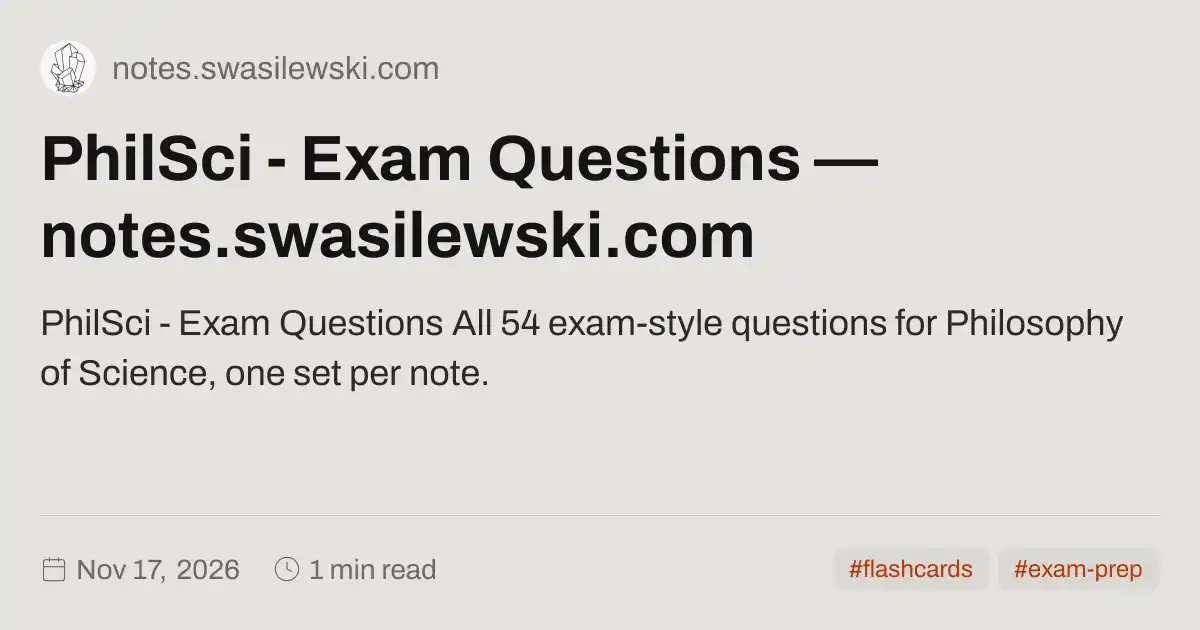 notes.swasilewski.com
PhilSci - Exam Questions —
notes.swasilewski.com
PhilSci - Exam Questions All 54 exam-style questions for Philosophy
of Science, one set per note.
Nov 17, 2026
1 min read
#flashcards
#exam-prep